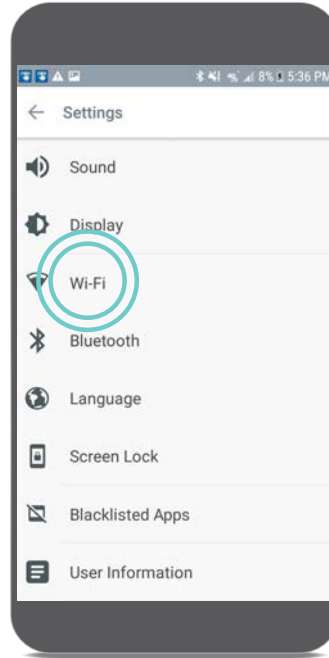 8% 5:36 PM
Settings
Sound
Display
Wi-Fi
Bluetooth
Language
Screen Lock
Blacklisted Apps
User Information